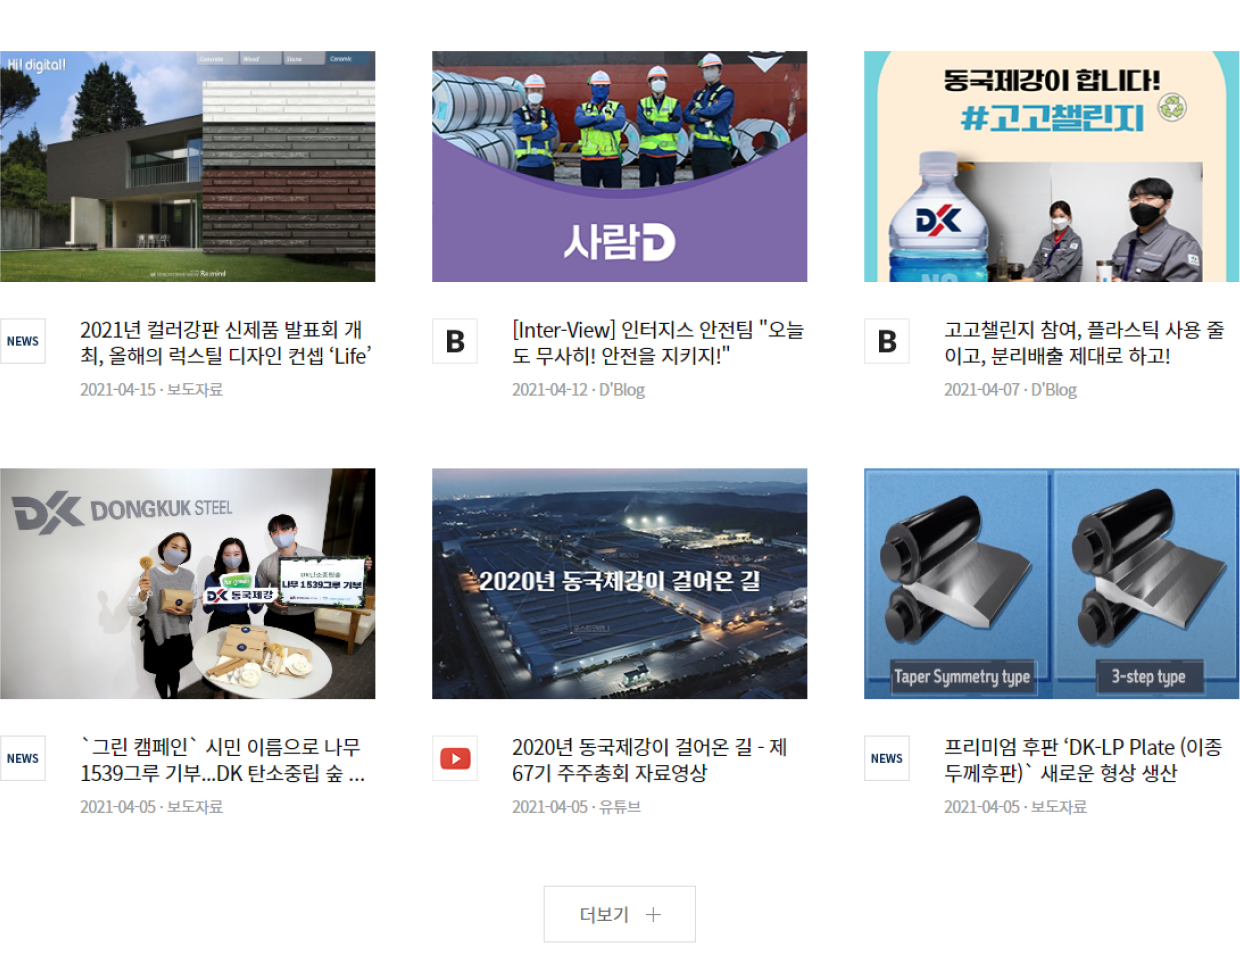 Hi! digital!
Concrete
Wood
Stone
Ceramic
사람D
동국제강이 합니다!
#고고챌린지
DK
NEWS
2021년 컬러강판 신제품 발표회 개
최, 올해의 럭스틸 디자인 컨셉 ‘Life’
2021-04-15 · 보도자료
B
[Inter-View] 인터지스 안전팀 "오늘
도 무사히! 안전을 지키지!"
2021-04-12 · D'Blog
B
고고챌린지 참여, 플라스틱 사용 줄
이고, 분리배출 제대로 하고!
2021-04-07 · D'Blog
DK DONGKUK STEEL
DK 동국제강
나무 1539그루 기부
2020년 동국제강이 걸어온 길
Taper Symmetry type
3-step type
NEWS
`그린 캠페인` 시민 이름으로 나무
1539그루 기부...DK 탄소중립 숲 ...
2021-04-05 · 보도자료
2020년 동국제강이 걸어온 길 - 제
67기 주주총회 자료영상
2021-04-05 · 유튜브
NEWS
프리미엄 후판 ‘DK-LP Plate (이종
두께후판)` 새로운 형상 생산
2021-04-05 · 보도자료
더보기 +